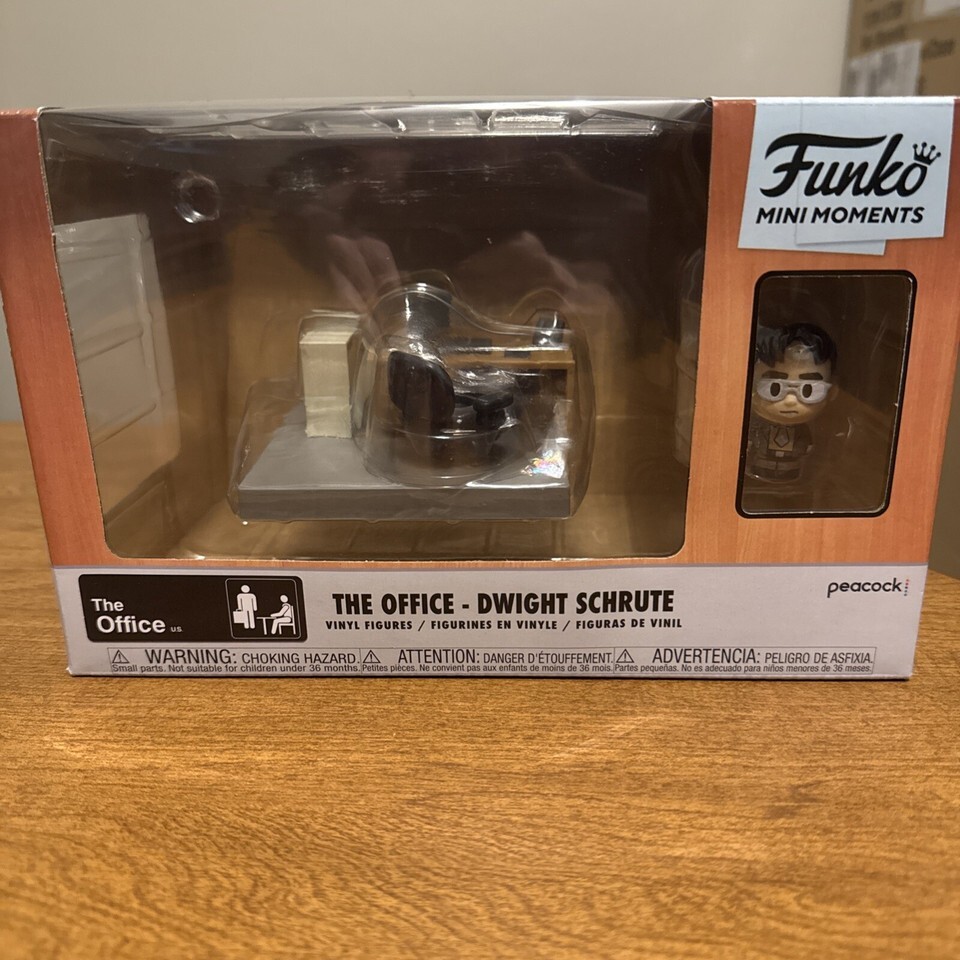 Funko
MINI MOMENTS
The
Office U.S.
THE OFFICE - DWIGHT SCHRUTE
VINYL FIGURES / FIGURINES EN VINYLE / FIGURAS DE VINIL
peacock
WARNING: CHOKING HAZARD.
Small parts. Not suitable for children under 36 months.
ATTENTION: DANGER D'ÉTOUFFEMENT.
Petites pièces. Ne convient pas aux enfants de moins de 36 mois.
ADVERTENCIA: PELIGRO DE ASFIXIA.
Partes pequeñas. No es adecuado para niños menores de 36 meses.